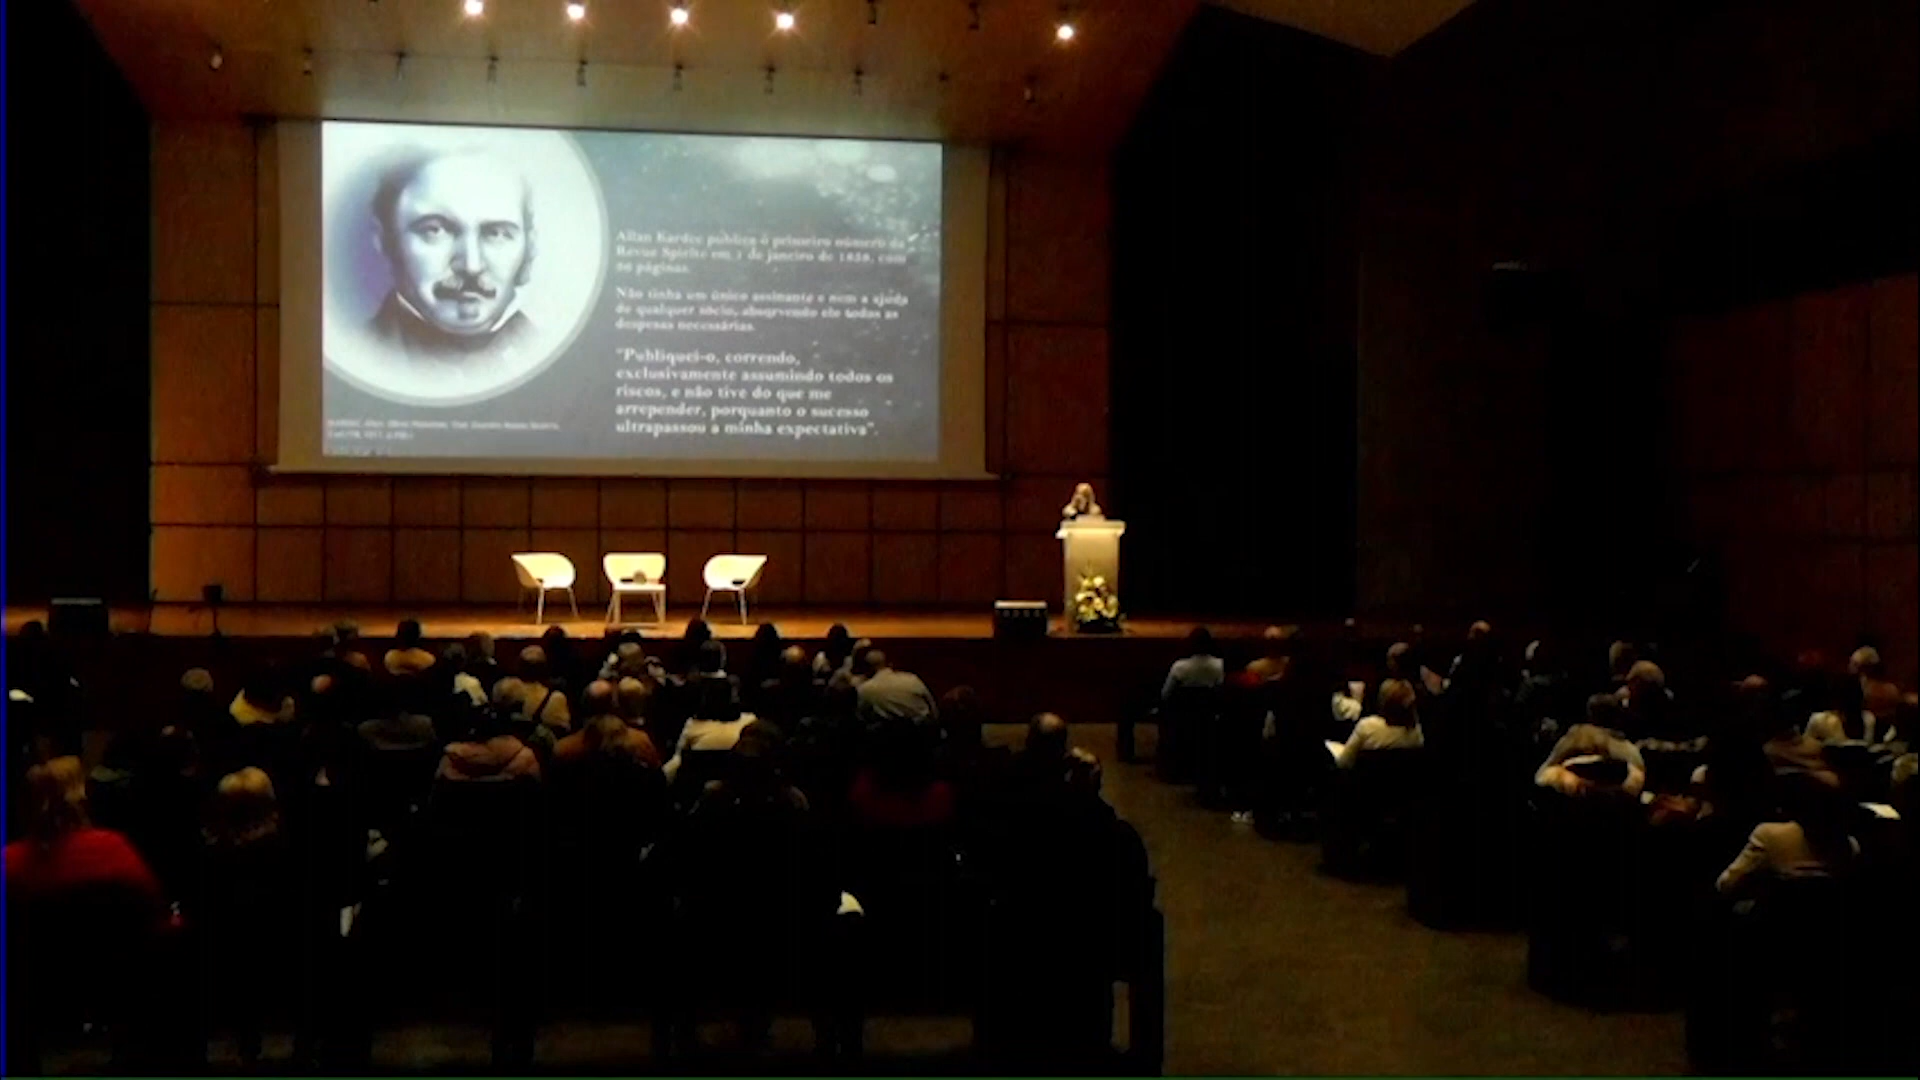 Allan Kardec publica o primeiro número da
Revue Spirite em 1 de janeiro de 1858, com
páginas.
Não tinha um único assinante e nem a ajuda
de qualquer sócio, absorvendo ele todas as
despesas necessárias.
"Publiquei-o, correndo,
exclusivamente assumindo todos os
riscos, e não tive do que me
arrepender, porquanto o sucesso
ultrapassou a minha expectativa".